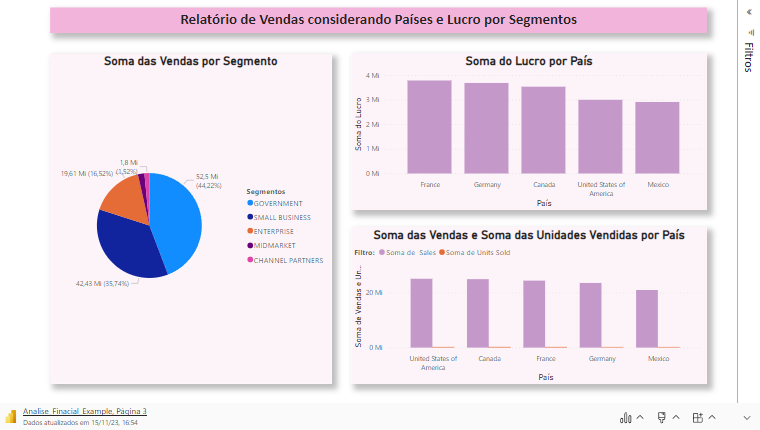 Relatório de Vendas considerando Países e Lucro por Segmentos
Filtros
Soma das Vendas por Segmento
1,8 Mi
(1,52%)
19,61 Mi (16,52%)
52,5 Mi
(44,22%)
42,43 Mi (35,74%)
Segmentos
GOVERNMENT
SMALL BUSINESS
ENTERPRISE
MIDMARKET
CHANNEL PARTNERS
Soma do Lucro por País
Soma do Lucro
4 Mi
3 Mi
2 Mi
1 Mi
0 Mi
France
Germany
Canada
United States of
America
Mexico
País
Soma das Vendas e Soma das Unidades Vendidas por País
Filtro: Soma de Sales Soma de Units Sold
Soma de Vendas e Un...
20 Mi
0 Mi
United States of
America
Canada
France
Germany
Mexico
País
Analise_Finacial_Example, Página 3
Dados atualizados em 15/11/23, 16:54